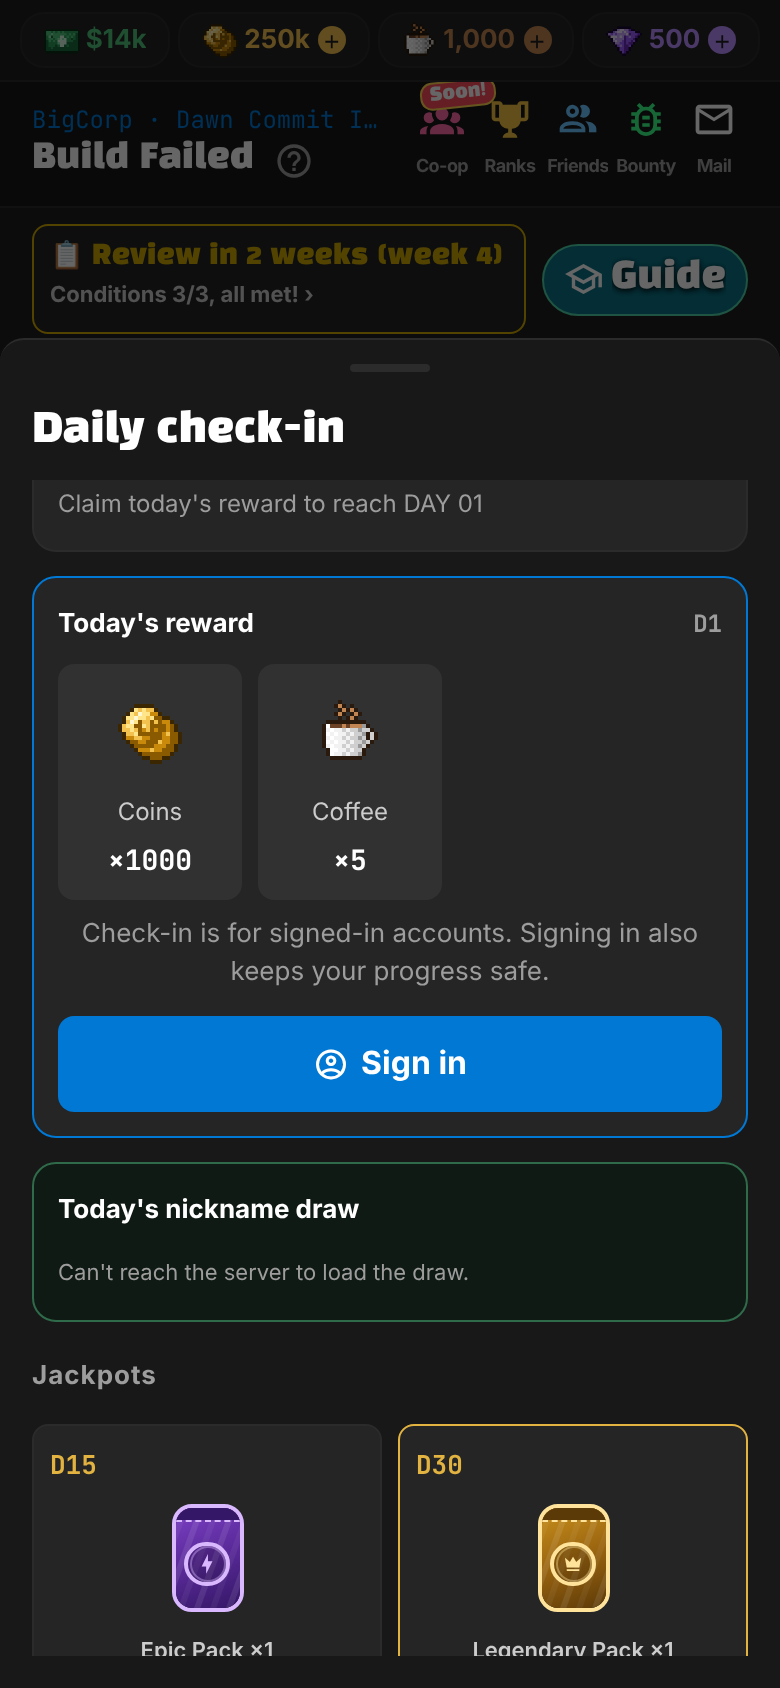 $14k
250k
1,000
500
BigCorp · Dawn Commit I…
Build Failed
Soon!
Co-op
Ranks
Friends
Bounty
Mail
Review in 2 weeks (week 4)
Conditions 3/3, all met! ›
Guide
Daily check-in
Claim today's reward to reach DAY 01
Today's reward
D1
Coins
×1000
Coffee
×5
Check-in is for signed-in accounts. Signing in also
keeps your progress safe.
Sign in
Today's nickname draw
Can't reach the server to load the draw.
Jackpots
D15
D30
Epic Pack ×1
Legendary Pack ×1